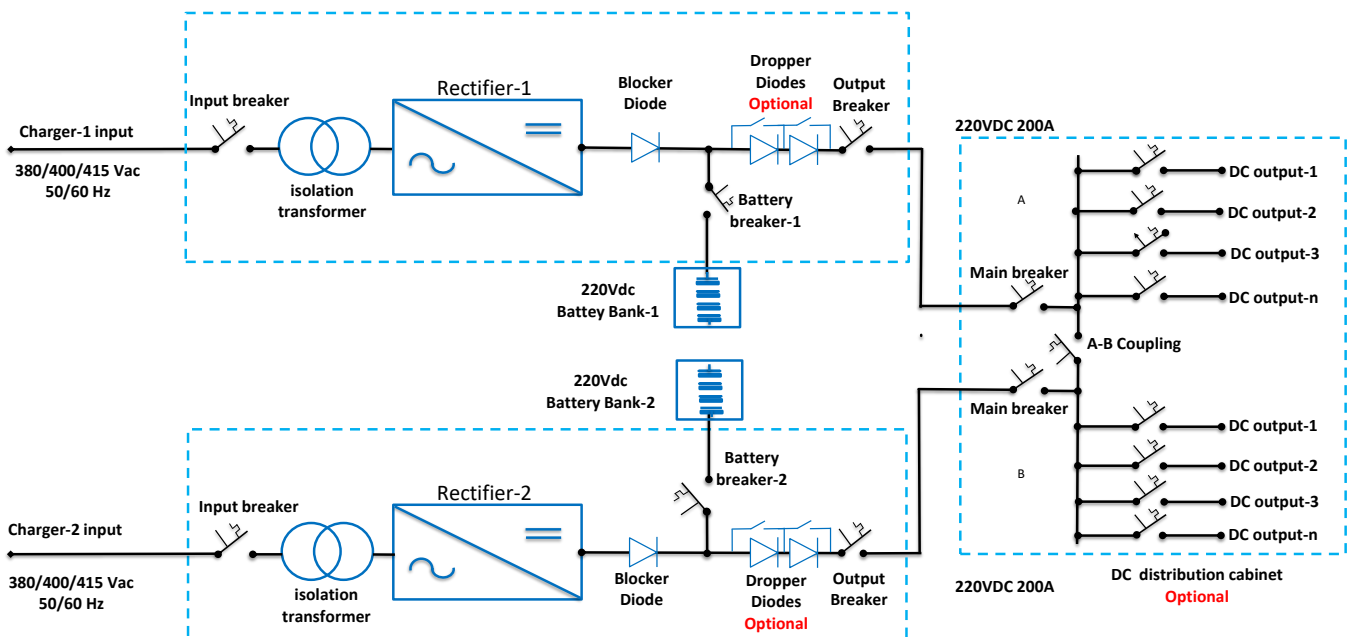 Rectifier-1
Blocker
Diode
Dropper
Diodes
Optional
Output
Breaker
Input breaker
Charger-1 input
380/400/415 Vac
50/60 Hz
isolation
transformer
Battery
breaker-1
220Vdc
Battey Bank-1
220VDC 200A
A
DC output-1
DC output-2
DC output-3
DC output-n
Main breaker
A-B Coupling
Main breaker
220Vdc
Battery Bank-2
B
DC output-1
DC output-2
DC output-3
DC output-n
Battery
breaker-2
Rectifier-2
Input breaker
Charger-2 input
380/400/415 Vac
50/60 Hz
isolation
transformer
Blocker
Diode
Dropper
Diodes
Optional
Output
Breaker
220VDC 200A
DC distribution cabinet
Optional